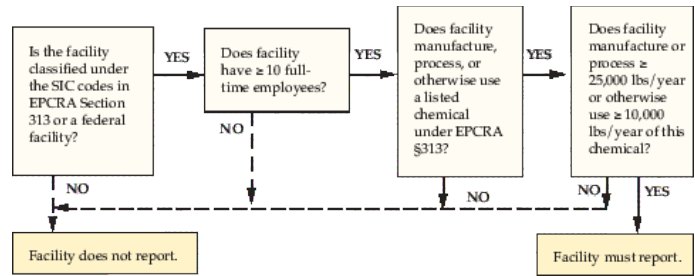 Is the facility
classified under
the SIC codes in
EPCRA Section
313 or a federal
facility?
YES
Does facility
have ≥ 10 full-
time employees?
YES
Does facility
manufacture,
process, or
otherwise use
a listed
chemical
under EPCRA
§313?
YES
Does facility
manufacture or
process ≥
25,000 lbs/year
or otherwise
use ≥ 10,000
lbs/year of this
chemical?
NO
NO
NO
NO
YES
Facility does not report.
Facility must report.